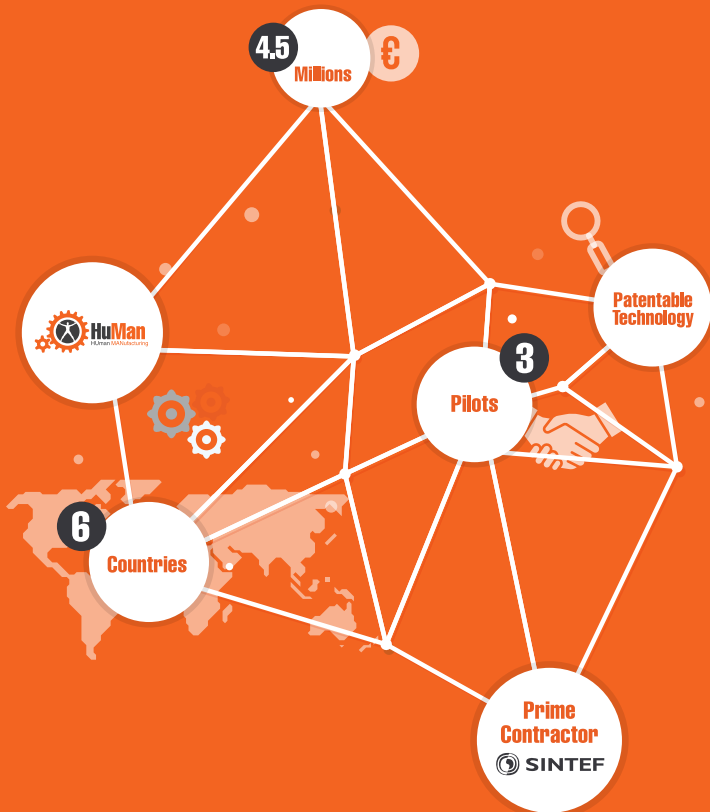 4.5
Millions
€
HuMan
HUman MANufacturing
Patentable
Technology
3
Pilots
6
Countries
Prime
Contractor
SINTEF